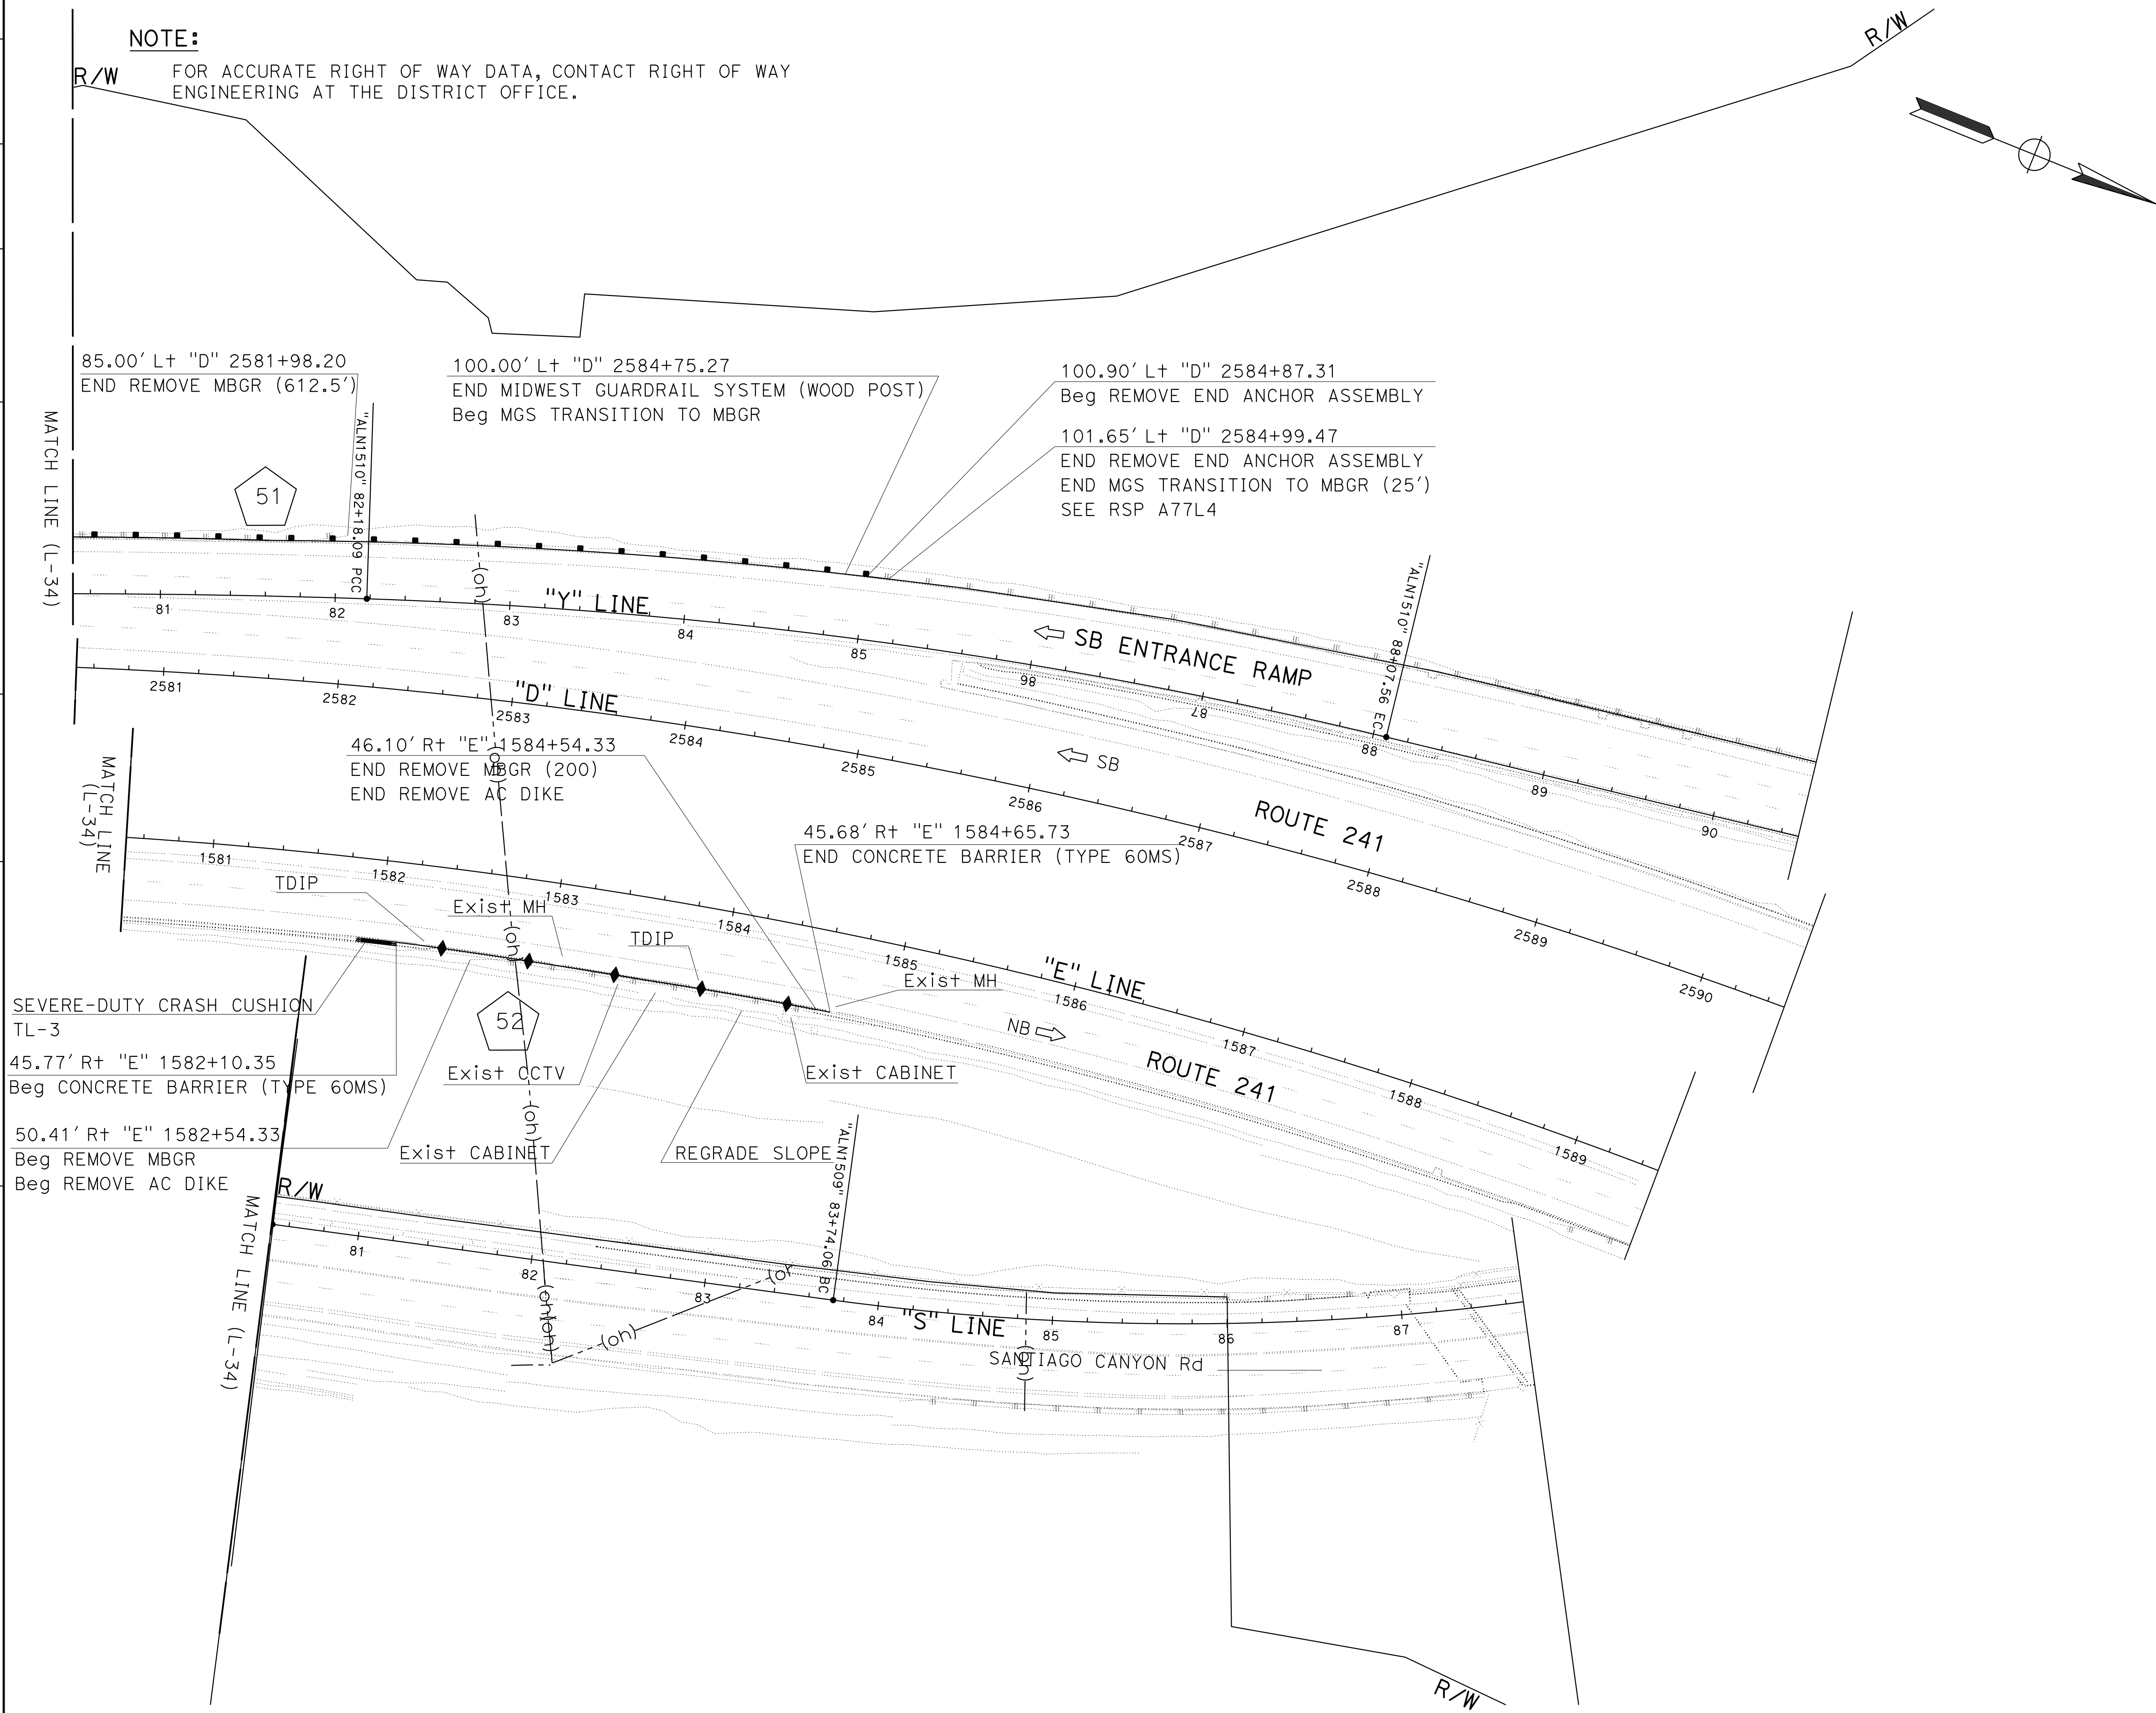 NOTE:
R/W
FOR ACCURATE RIGHT OF WAY DATA, CONTACT RIGHT OF WAY
ENGINEERING AT THE DISTRICT OFFICE.
R/W
85.00' Lt "D" 2581+98.20
END REMOVE MBGR (612.5')
100.00' Lt "D" 2584+75.27
END MIDWEST GUARDRAIL SYSTEM (WOOD POST)
Beg MGS TRANSITION TO MBGR
100.90' Lt "D" 2584+87.31
Beg REMOVE END ANCHOR ASSEMBLY
101.65' Lt "D" 2584+99.47
END REMOVE END ANCHOR ASSEMBLY
END MGS TRANSITION TO MBGR (25')
SEE RSP A77L4
MATCH LINE (L-34)
51
"ALN1510" 82+18.09 PCC
(oh)
"Y" LINE
81
82
83
84
85
86
87
88
89
90
SB ENTRANCE RAMP
"ALN1510" 88+07.56 EC
"D" LINE
2581
2582
2583
2584
2585
2586
2587
2588
2589
2590
SB
ROUTE 241
46.10' Rt "E" 1584+54.33
END REMOVE MBGR (200)
END REMOVE AC DIKE
(oh)
45.68' Rt "E" 1584+65.73
END CONCRETE BARRIER (TYPE 60MS)
MATCH LINE
(L-34)
1581
1582
1583
1584
1585
1586
1587
1588
1589
"E" LINE
TDIP
Exist MH
TDIP
(oh)
Exist MH
NB
ROUTE 241
SEVERE-DUTY CRASH CUSHION
TL-3
52
45.77' Rt "E" 1582+10.35
Beg CONCRETE BARRIER (TYPE 60MS)
Exist CCTV
Exist CABINET
50.41' Rt "E" 1582+54.33
Beg REMOVE MBGR
Beg REMOVE AC DIKE
Exist CABINET
(oh)
REGRADE SLOPE
"ALN1509" 83+74.06 BC
R/W
MATCH LINE (L-34)
81
82
83
84
85
86
87
"S" LINE
(oh)
(oh)
(oh)
(oh)
SANTIAGO CANYON Rd
R/W